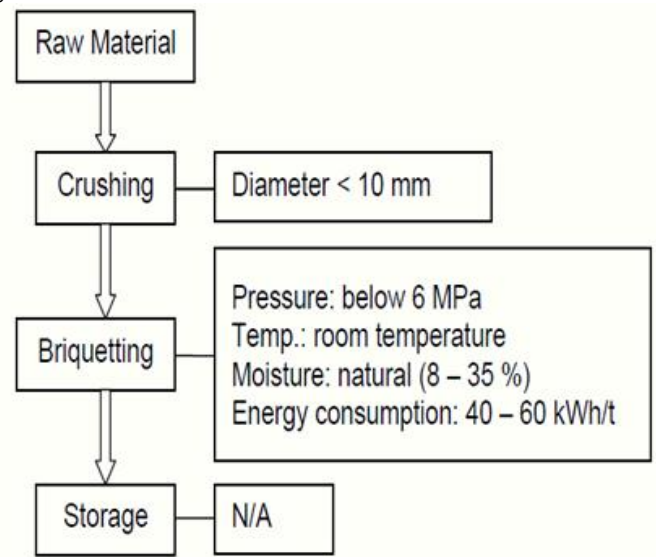 Raw Material
Crushing
Diameter < 10 mm
Briquetting
Pressure: below 6 MPa
Temp.: room temperature
Moisture: natural (8 – 35 %)
Energy consumption: 40 – 60 kWh/t
Storage
N/A